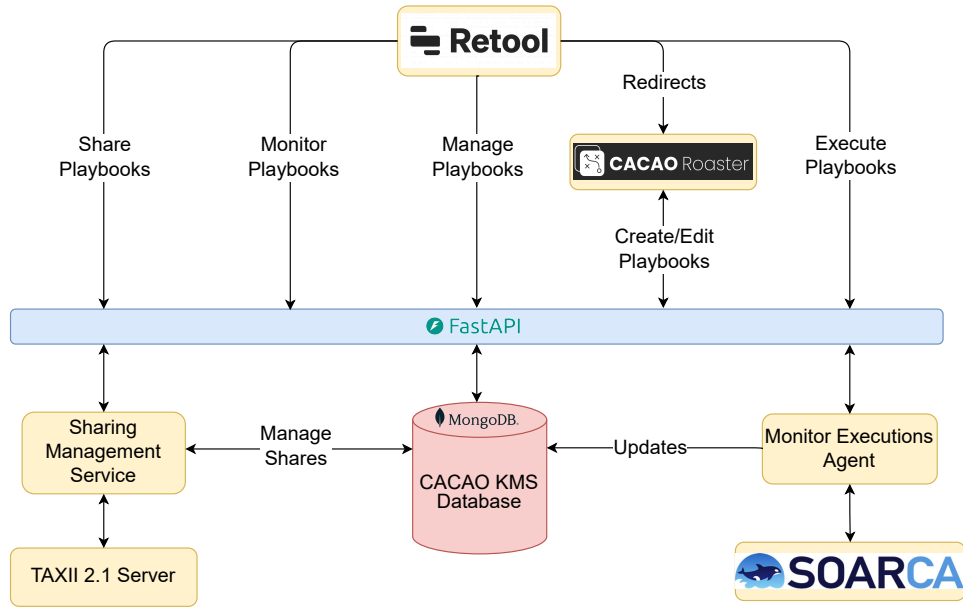 Retool
Redirects
Share
Playbooks
Monitor
Playbooks
Manage
Playbooks
CACAO Roaster
Execute
Playbooks
Create/Edit
Playbooks
FastAPI
Sharing
Management
Service
Manage
Shares
MongoDB.
CACAO KMS
Database
Updates
Monitor Executions
Agent
TAXII 2.1 Server
SOARCA